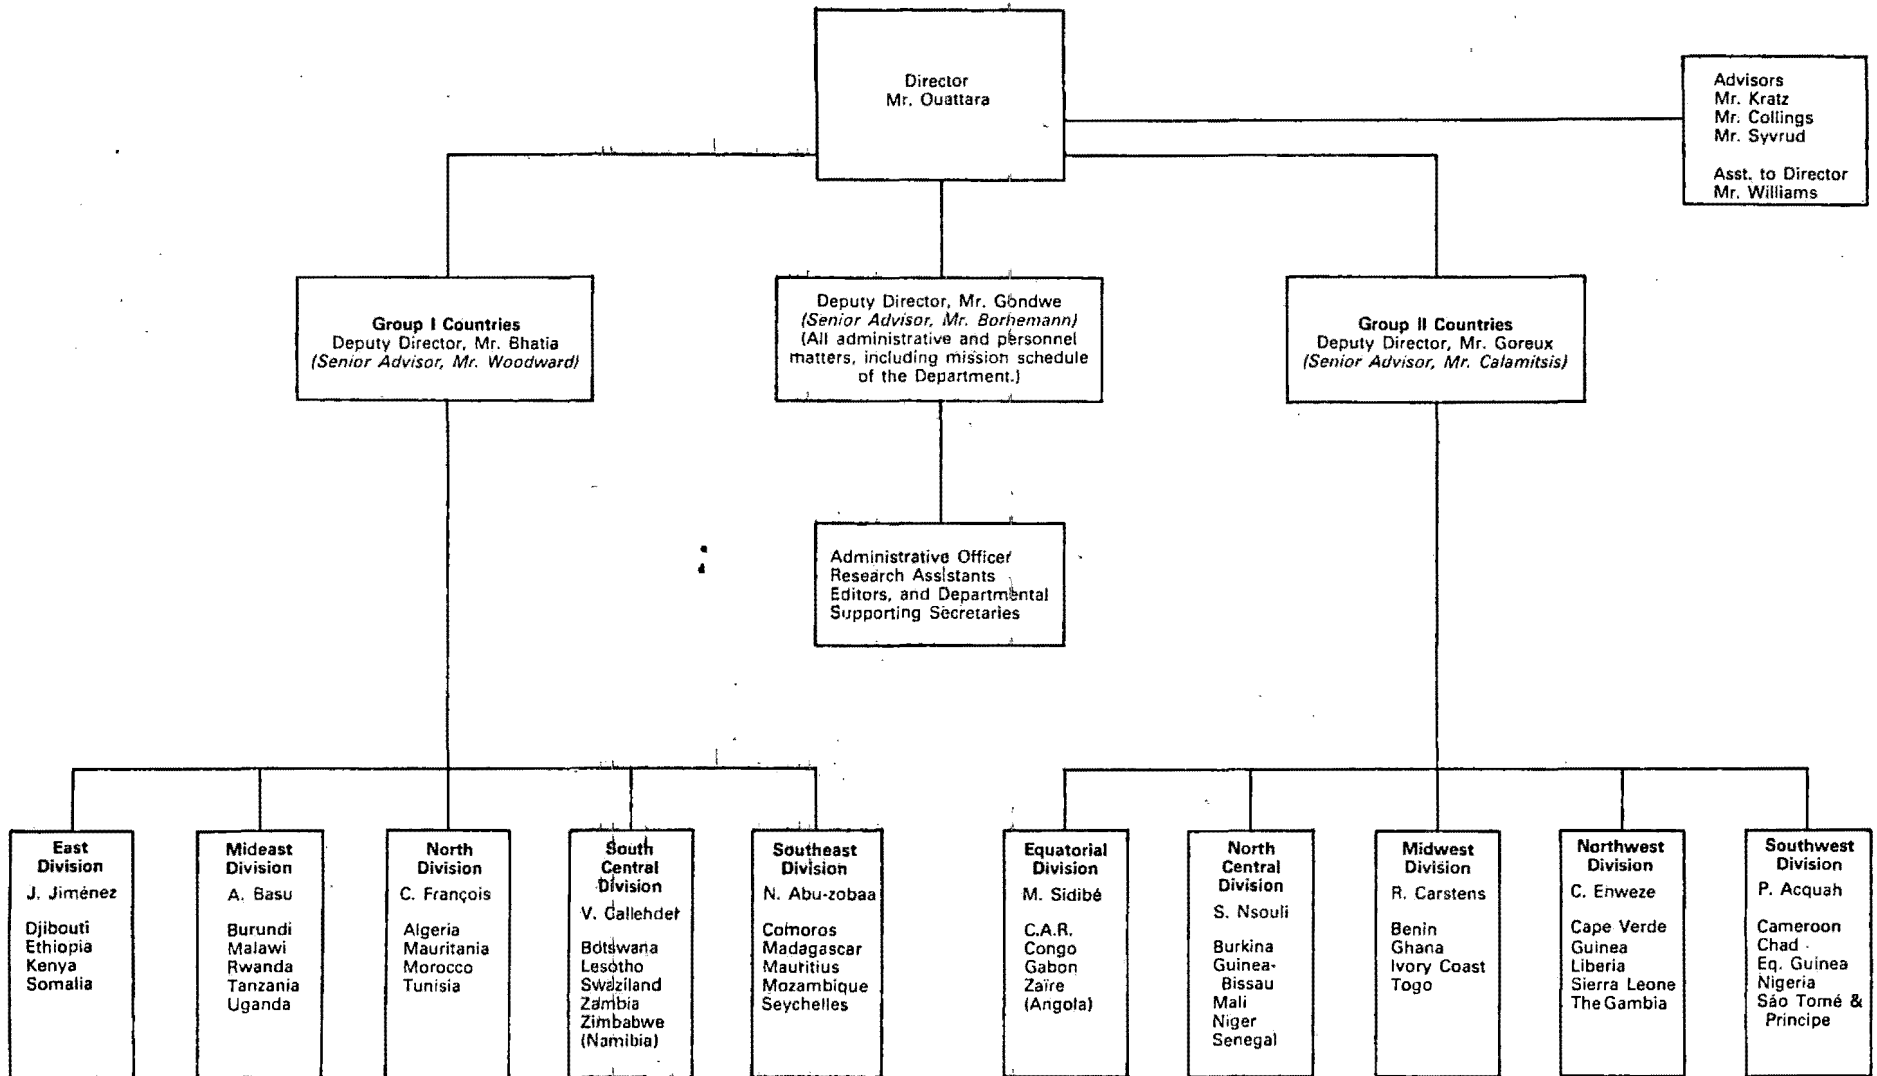 Director
Mr. Ouattara
Advisors
Mr. Kratz
Mr. Collings
Mr. Syvrud
Asst. to Director
Mr. Williams
Group I Countries
Deputy Director, Mr. Bhatia
(Senior Advisor, Mr. Woodward)
Deputy Director, Mr. Gondwe
(Senior Advisor, Mr. Bornemann)
(All administrative and personnel
matters, including mission schedule
of the Department.)
Group II Countries
Deputy Director, Mr. Goreux
(Senior Advisor, Mr. Calamitsis)
Administrative Officer
Research Assistants
Editors, and Departmental
Supporting Secretaries
East
Division
J. Jiménez
Djibouti
Ethiopia
Kenya
Somalia
Mideast
Division
A. Basu
Burundi
Malawi
Rwanda
Tanzania
Uganda
North
Division
C. François
Algeria
Mauritania
Morocco
Tunisia
South
Central
Division
V.
Botswana
Lesotho
Swaziland
Zambia
Zimbabwe
(Namibia)
Southeast
Division
N. Abu-zobaa
Comoros
Madagascar
Mauritius
Mozambique
Seychelles
Equatorial
Division
M. Sidibé
C.A.R.
Congo
Gabon
Zaïre
(Angola)
North
Central
Division
S. Nsouli
Burkina
Guinea-
Bissau
Mali
Niger
Senegal
Midwest
Division
R. Carstens
Benin
Ghana
Ivory Coast
Togo
Northwest
Division
C. Enweze
Cape Verde
Guinea
Liberia
Sierra Leone
The Gambia
Southwest
Division
P. Acquah
Cameroon
Chad
Eq. Guinea
Nigeria
São Tomé &
Principe